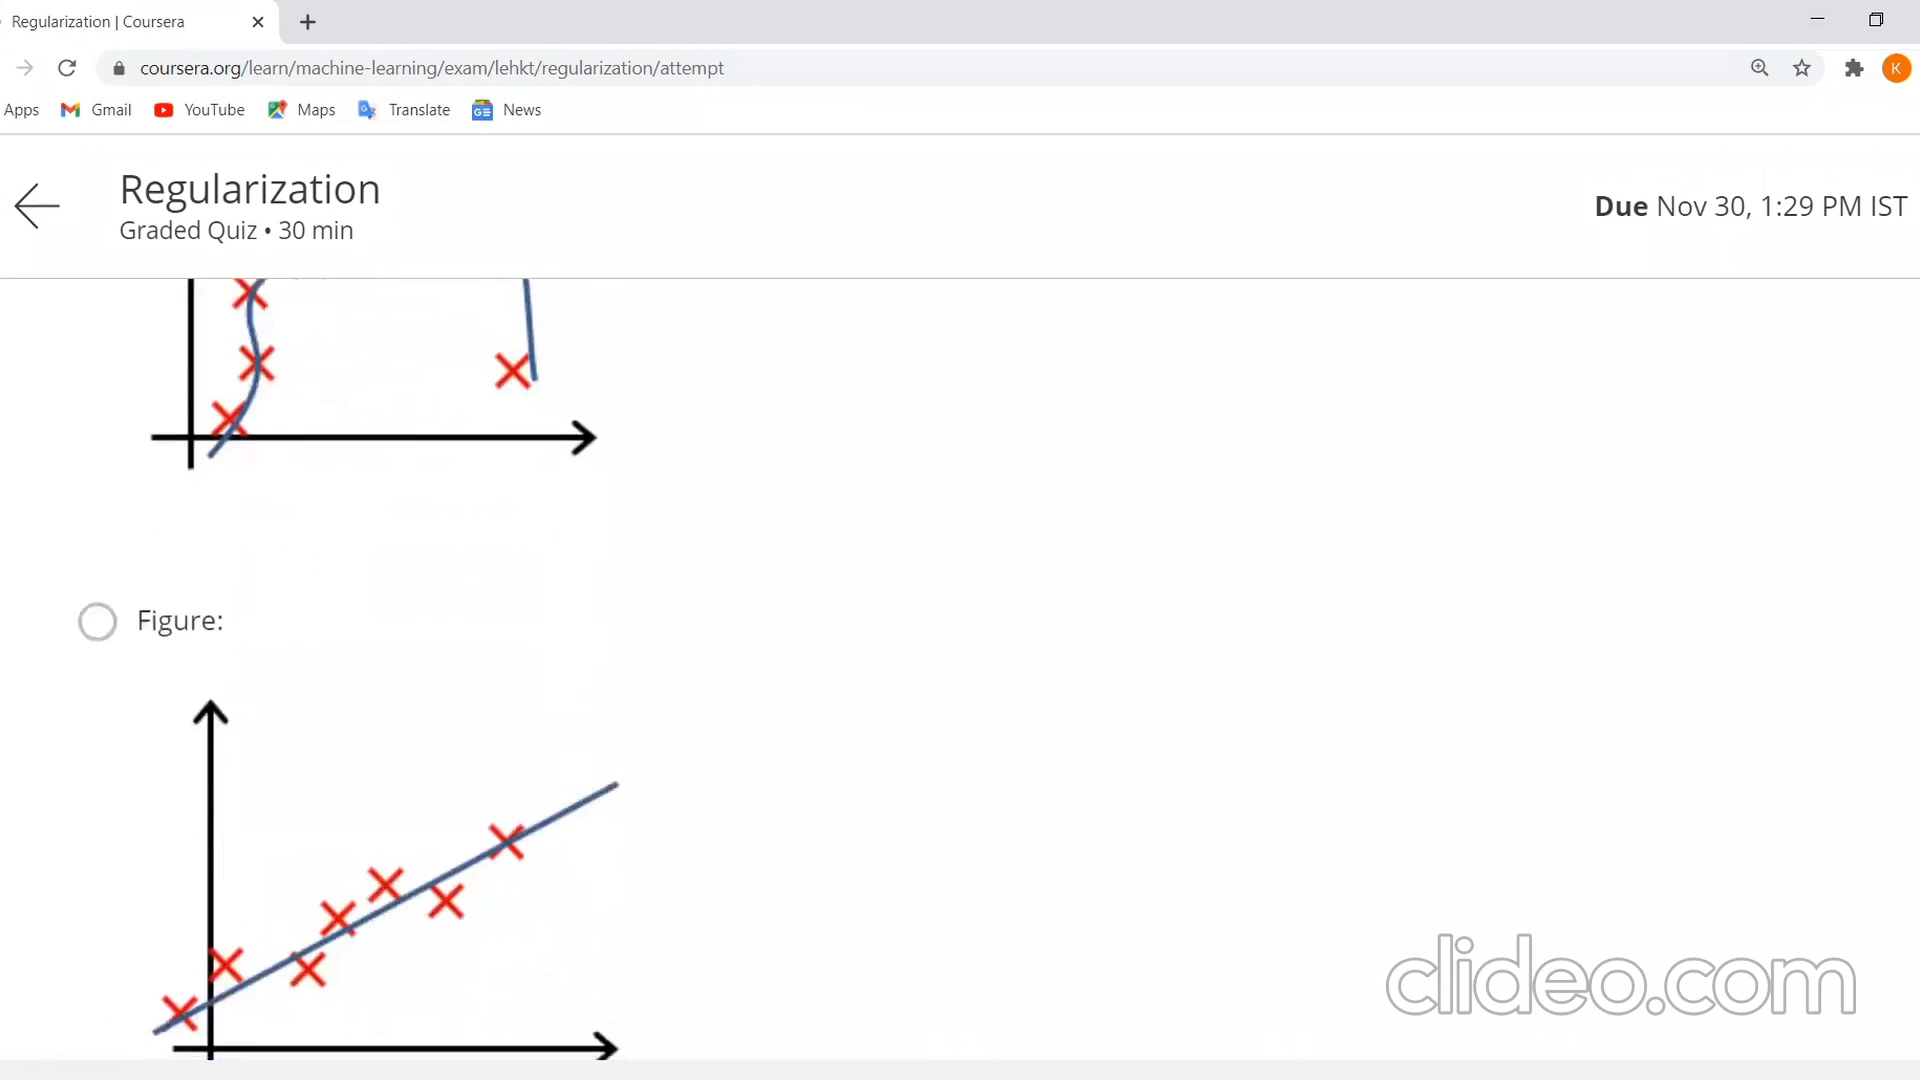 Regularization | Coursera
coursera.org/learn/machine-learning/exam/lehkt/regularization/attempt
K
Apps Gmail YouTube Maps Translate GE News
Regularization
Graded Quiz • 30 min
Due Nov 30, 1:29 PM IST
Figure:
clideo.com